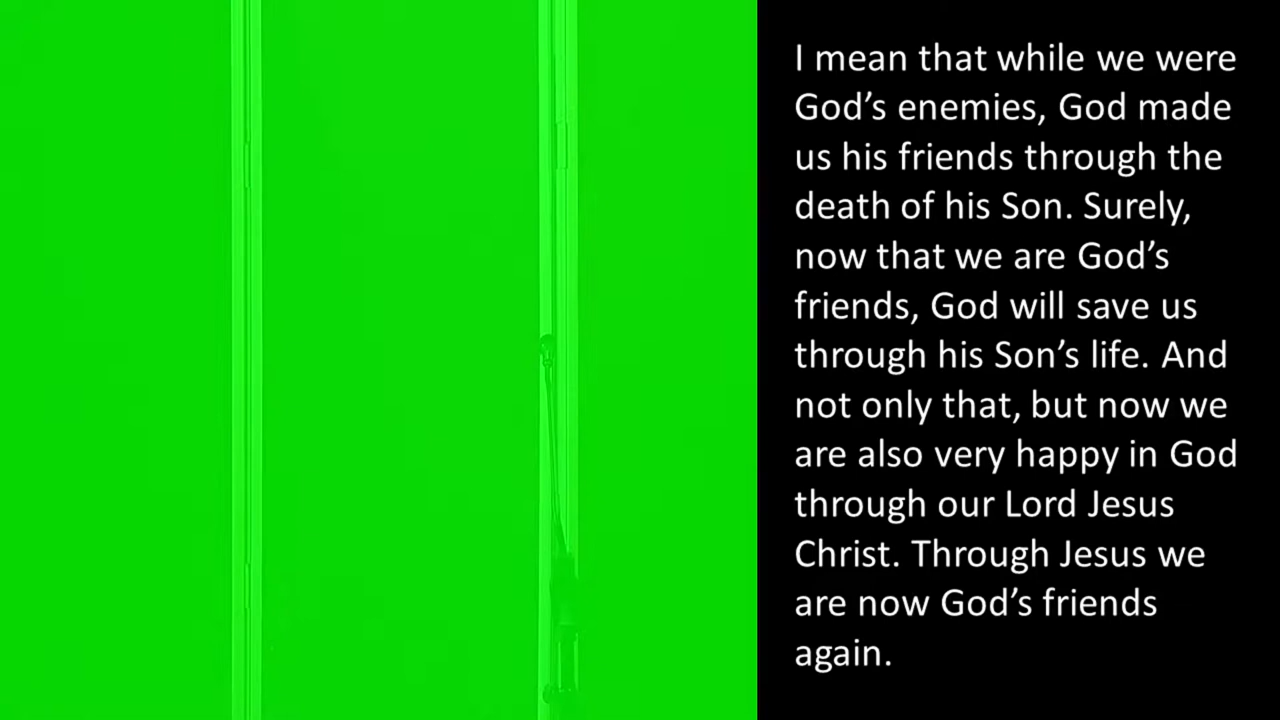 I mean that while we were
God’s enemies, God made
us his friends through the
death of his Son. Surely,
now that we are God’s
friends, God will save us
through his Son’s life. And
not only that, but now we
are also very happy in God
through our Lord Jesus
Christ. Through Jesus we
are now God’s friends
again.